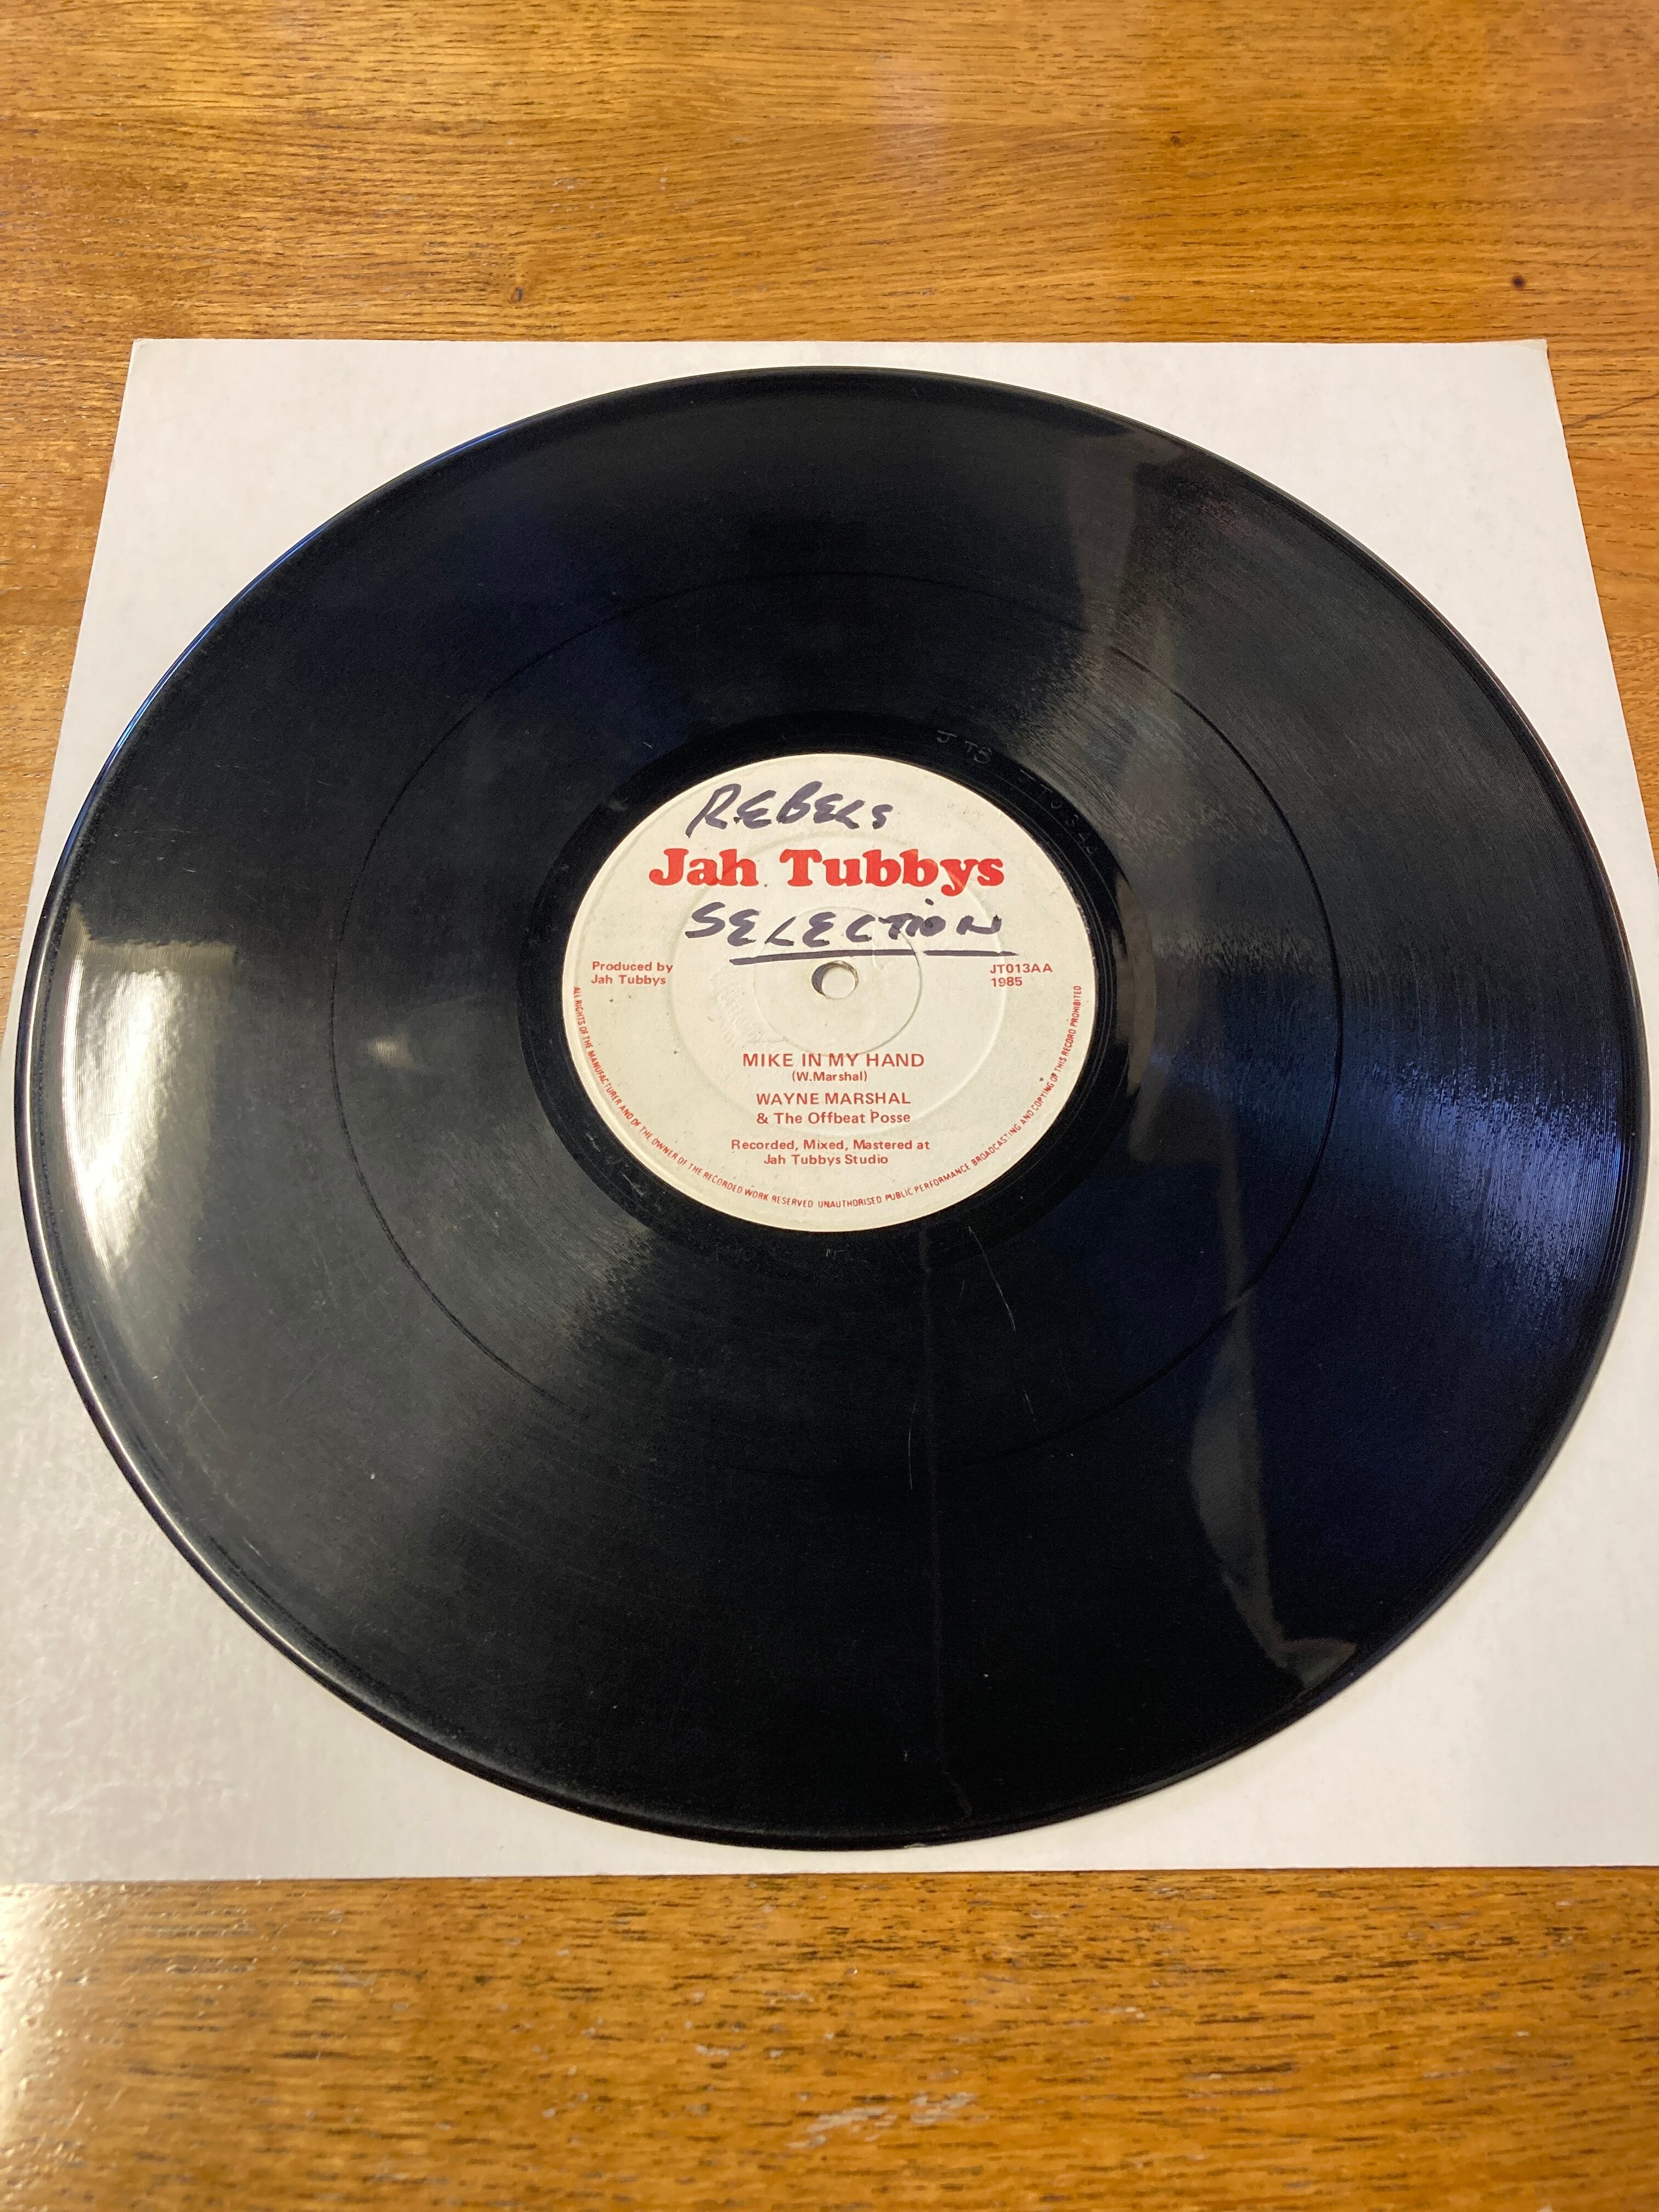 REBELS
Jah Tubbys
SELECTION
Produced by
Jah Tubbys
JT013AA
1985
MIKE IN MY HAND
(W.Marshal)
WAYNE MARSHAL
& The Offbeat Posse
Recorded, Mixed, Mastered at
Jah Tubbys Studio
ALL RIGHTS OF THE MANUFACTURER AND OF THE OWNER OF THE RECORDED WORK RESERVED UNAUTHORISED PUBLIC PERFORMANCE BROADCASTING AND COPYING OF THIS RECORD PROHIBITED